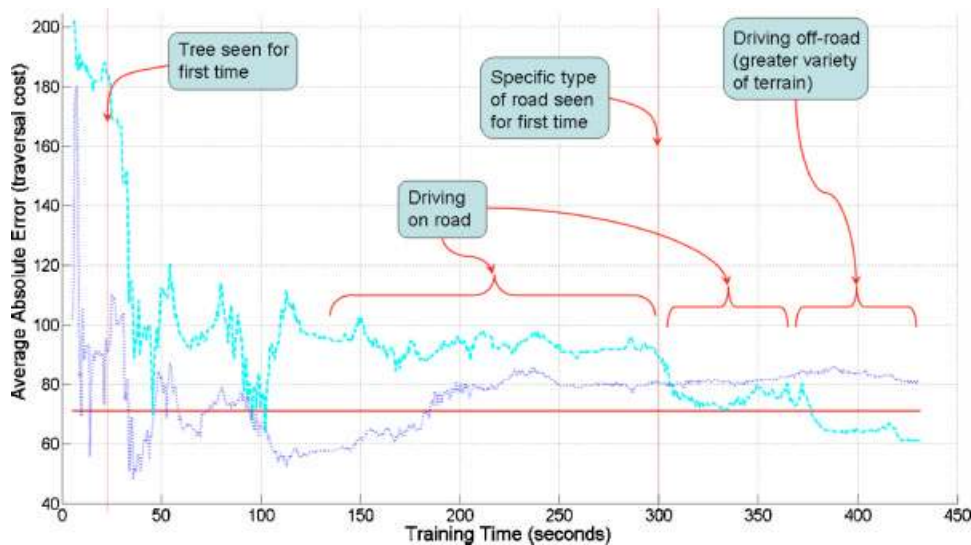 Average Absolute Error (traversal cost)
200
180
160
140
120
100
80
60
40
Tree seen for
first time
Specific type
of road seen
for first time
Driving off-road
(greater variety
of terrain)
Driving
on road
0
50
100
150
200
250
300
350
400
450
Training Time (seconds)